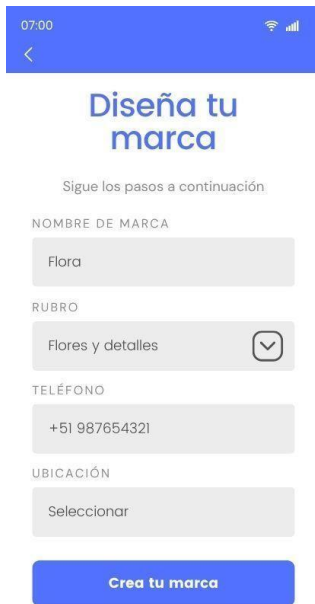 07:00
Diseña tu
marca
Sigue los pasos a continuación
NOMBRE DE MARCA
Flora
RUBRO
Flores y detalles
TELÉFONO
+51 987654321
UBICACIÓN
Seleccionar
Crea tu marca